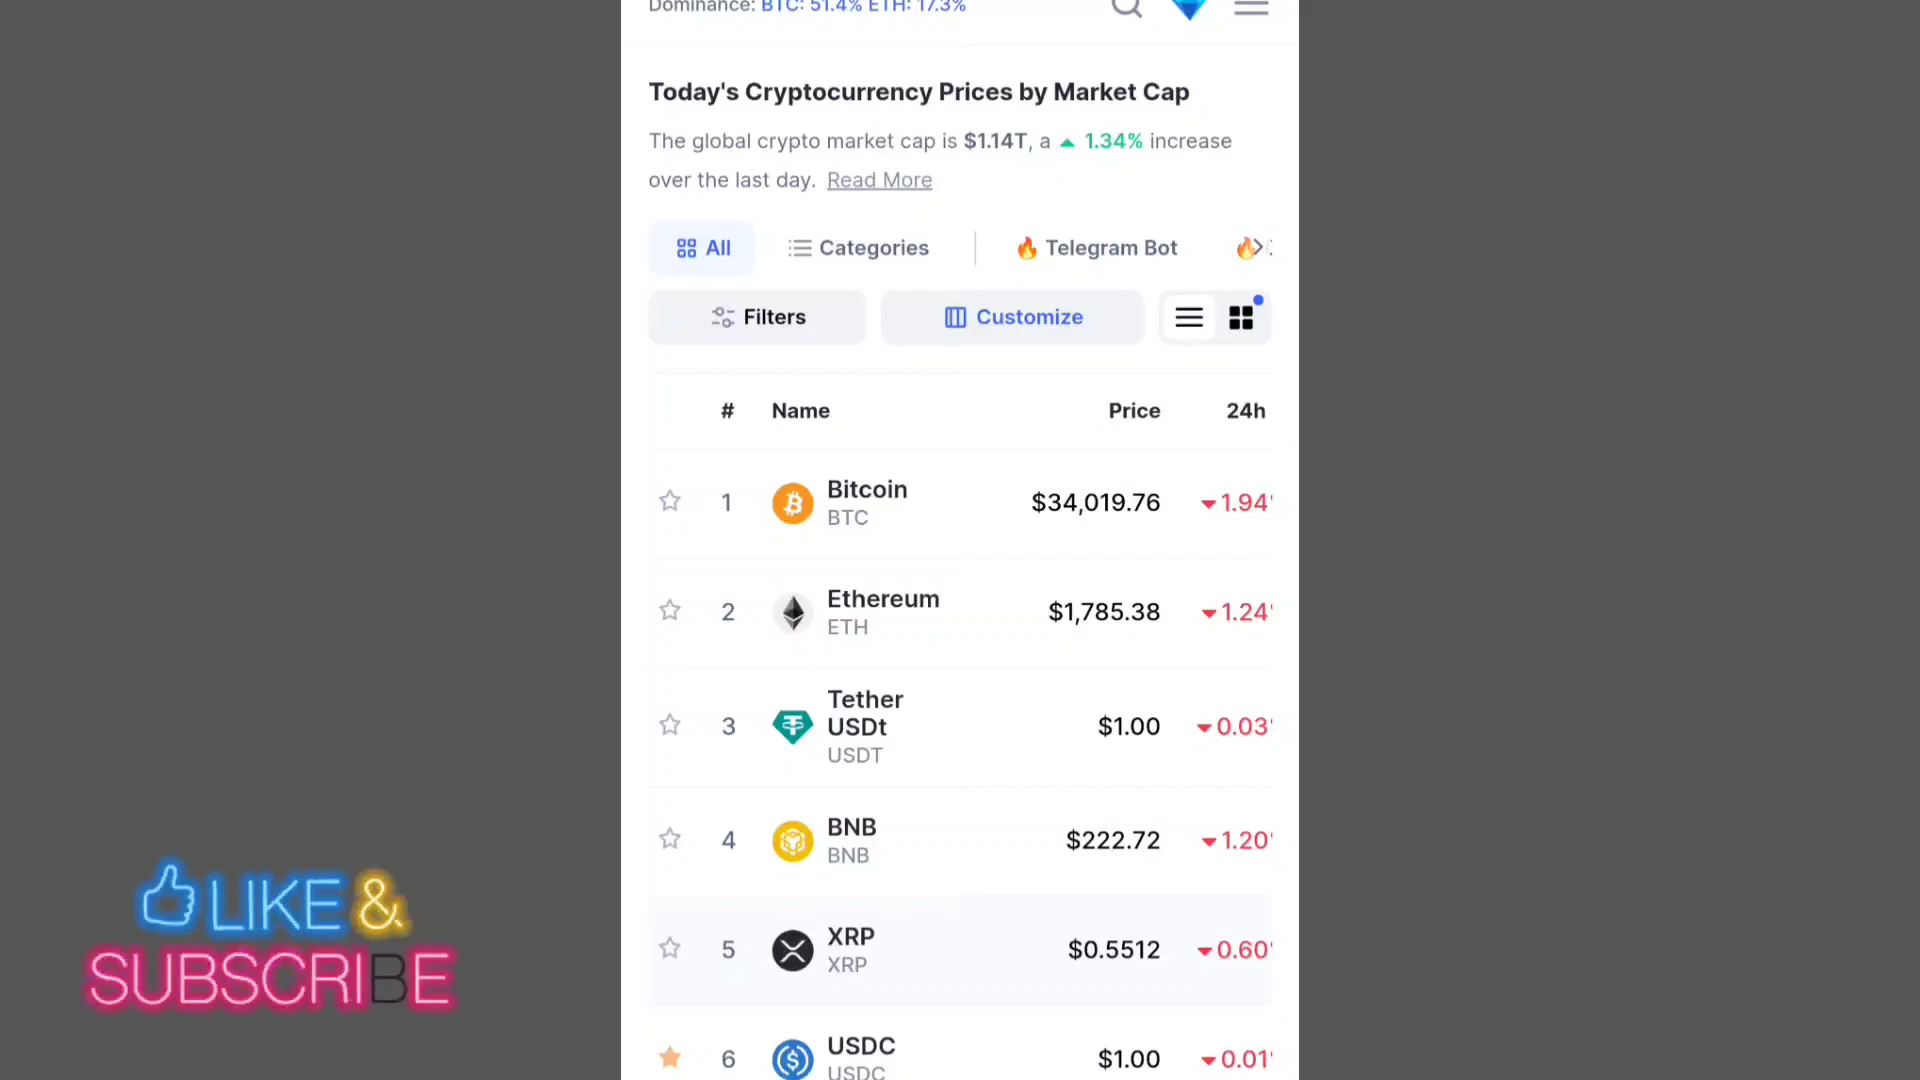 Dominance: BTC: 51.4% ETH: 17.3%
Today's Cryptocurrency Prices by Market Cap
The global crypto market cap is $1.14T, a 1.34% increase
over the last day. Read More
All Categories Telegram Bot
Filters Customize
# Name Price 24h
1 Bitcoin BTC $34,019.76 1.94
2 Ethereum ETH $1,785.38 1.24
3 Tether USDt USDT $1.00 0.03
4 BNB BNB $222.72 1.20
5 XRP XRP $0.5512 0.60
6 USDC USDC $1.00 0.01
LIKE &
SUBSCRIBE